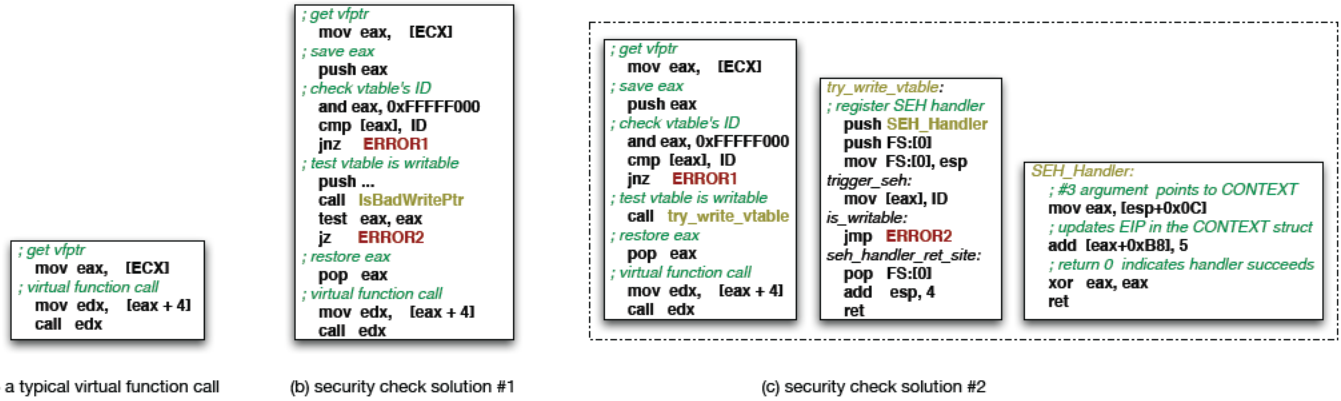 ; get vfptr
mov eax, [ECX]
; virtual function call
mov edx, [eax + 4]
call edx
a typical virtual function call
; get vfptr
mov eax, [ECX]
; save eax
push eax
; check vtable's ID
and eax, 0xFFFFF000
cmp [eax], ID
jnz ERROR1
; test vtable is writable
push ...
call IsBadWritePtr
test eax, eax
jz ERROR2
; restore eax
pop eax
; virtual function call
mov edx, [eax + 4]
call edx
(b) security check solution #1
; get vfptr
mov eax, [ECX]
; save eax
push eax
; check vtable's ID
and eax, 0xFFFFF000
cmp [eax], ID
jnz ERROR1
; test vtable is writable
call try_write_vtable
; restore eax
pop eax
; virtual function call
mov edx, [eax + 4]
call edx
try_write_vtable:
; register SEH handler
push SEH_Handler
push FS:[0]
mov FS:[0], esp
trigger_seh:
mov [eax], ID
is_writable:
jmp ERROR2
seh_handler_ret_site:
pop FS:[0]
add esp, 4
ret
SEH_Handler:
; #3 argument points to CONTEXT
mov eax, [esp+0x0C]
; updates EIP in the CONTEXT struct
add [eax+0xB8], 5
; return 0 indicates handler succeeds
xor eax, eax
ret
(c) security check solution #2